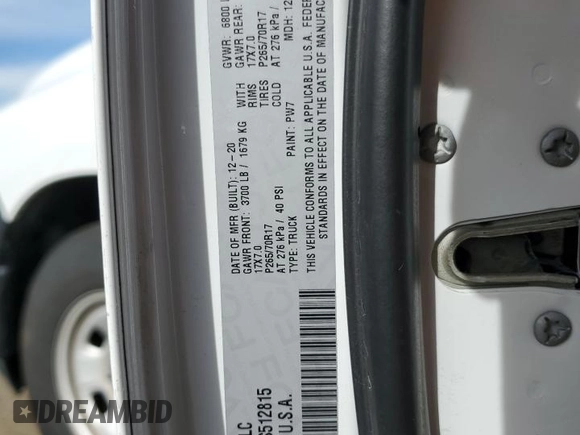 DATE OF MFR (BUILT): 12-20 GVWR: 6800
GAWR FRONT: 3700 LB / 1679 KG WITH GAWR REAR:
17X7.0 RIMS 17X7.0
P265/70R17 TIRES P265/70R17
AT 276 kPa / 40 PSI COLD AT 276 kPa /
TYPE: TRUCK PAINT: PW7 MDH: 12
THIS VEHICLE CONFORMS TO ALL APPLICABLE U.S.A. FEDER
STANDARDS IN EFFECT ON THE DATE OF MANUFAC
LC
S512815
U.S.A.
DREAMBID
DREAMBID